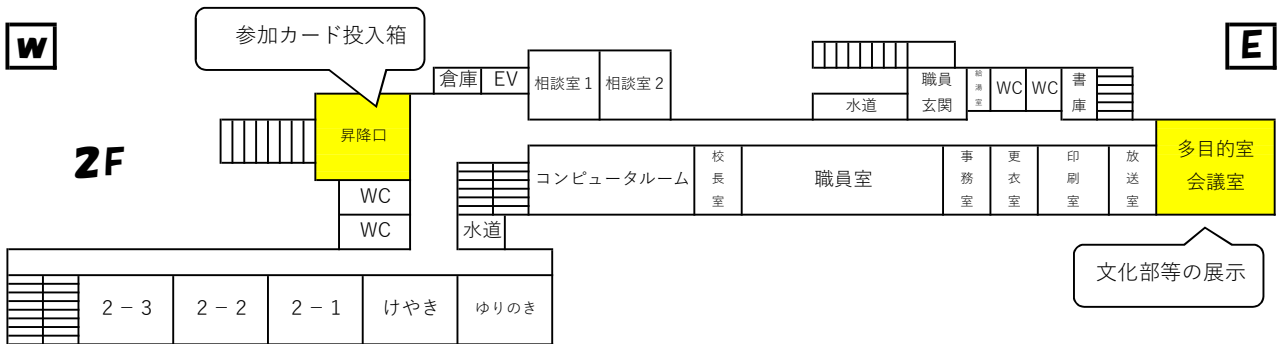 W
参加カード投入箱
E
倉庫
EV
相談室1
相談室2
職員
玄関
給湯室
WC
WC
書庫
水道
昇降口
2F
コンピュータルーム
校長室
職員室
事務室
更衣室
印刷室
放送室
多目的室
会議室
WC
WC
水道
文化部等の展示
2-3
2-2
2-1
けやき
ゆりのき